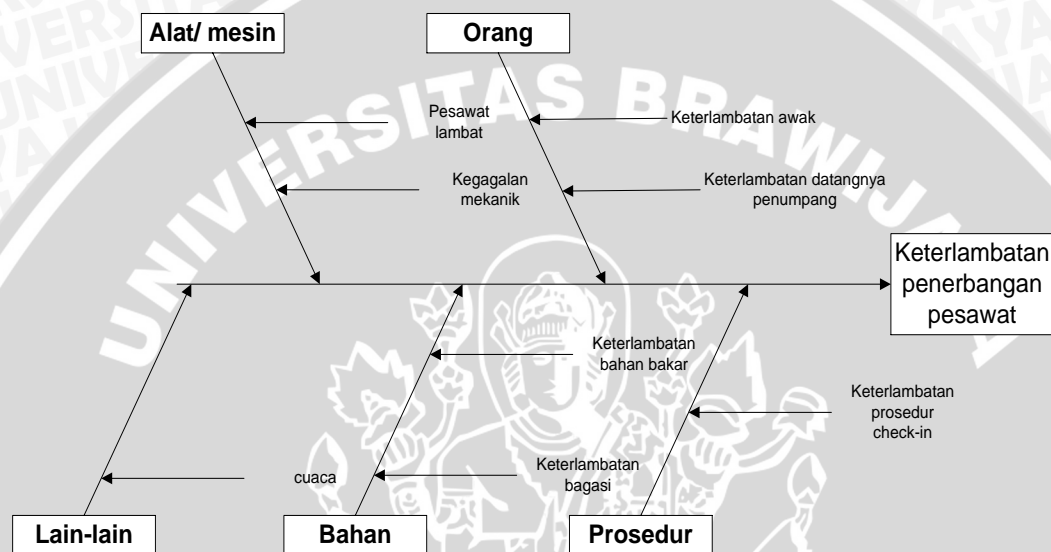 Alat/ mesin
Orang
Pesawat
lambat
Keterlambatan awak
Kegagalan
mekanik
Keterlambatan datangnya
penumpang
Keterlambatan
penerbangan
pesawat
Keterlambatan
bahan bakar
Keterlambatan
prosedur
check-in
cuaca
Keterlambatan
bagasi
Lain-lain
Bahan
Prosedur
UNIVERSITAS BRAWIJAYA